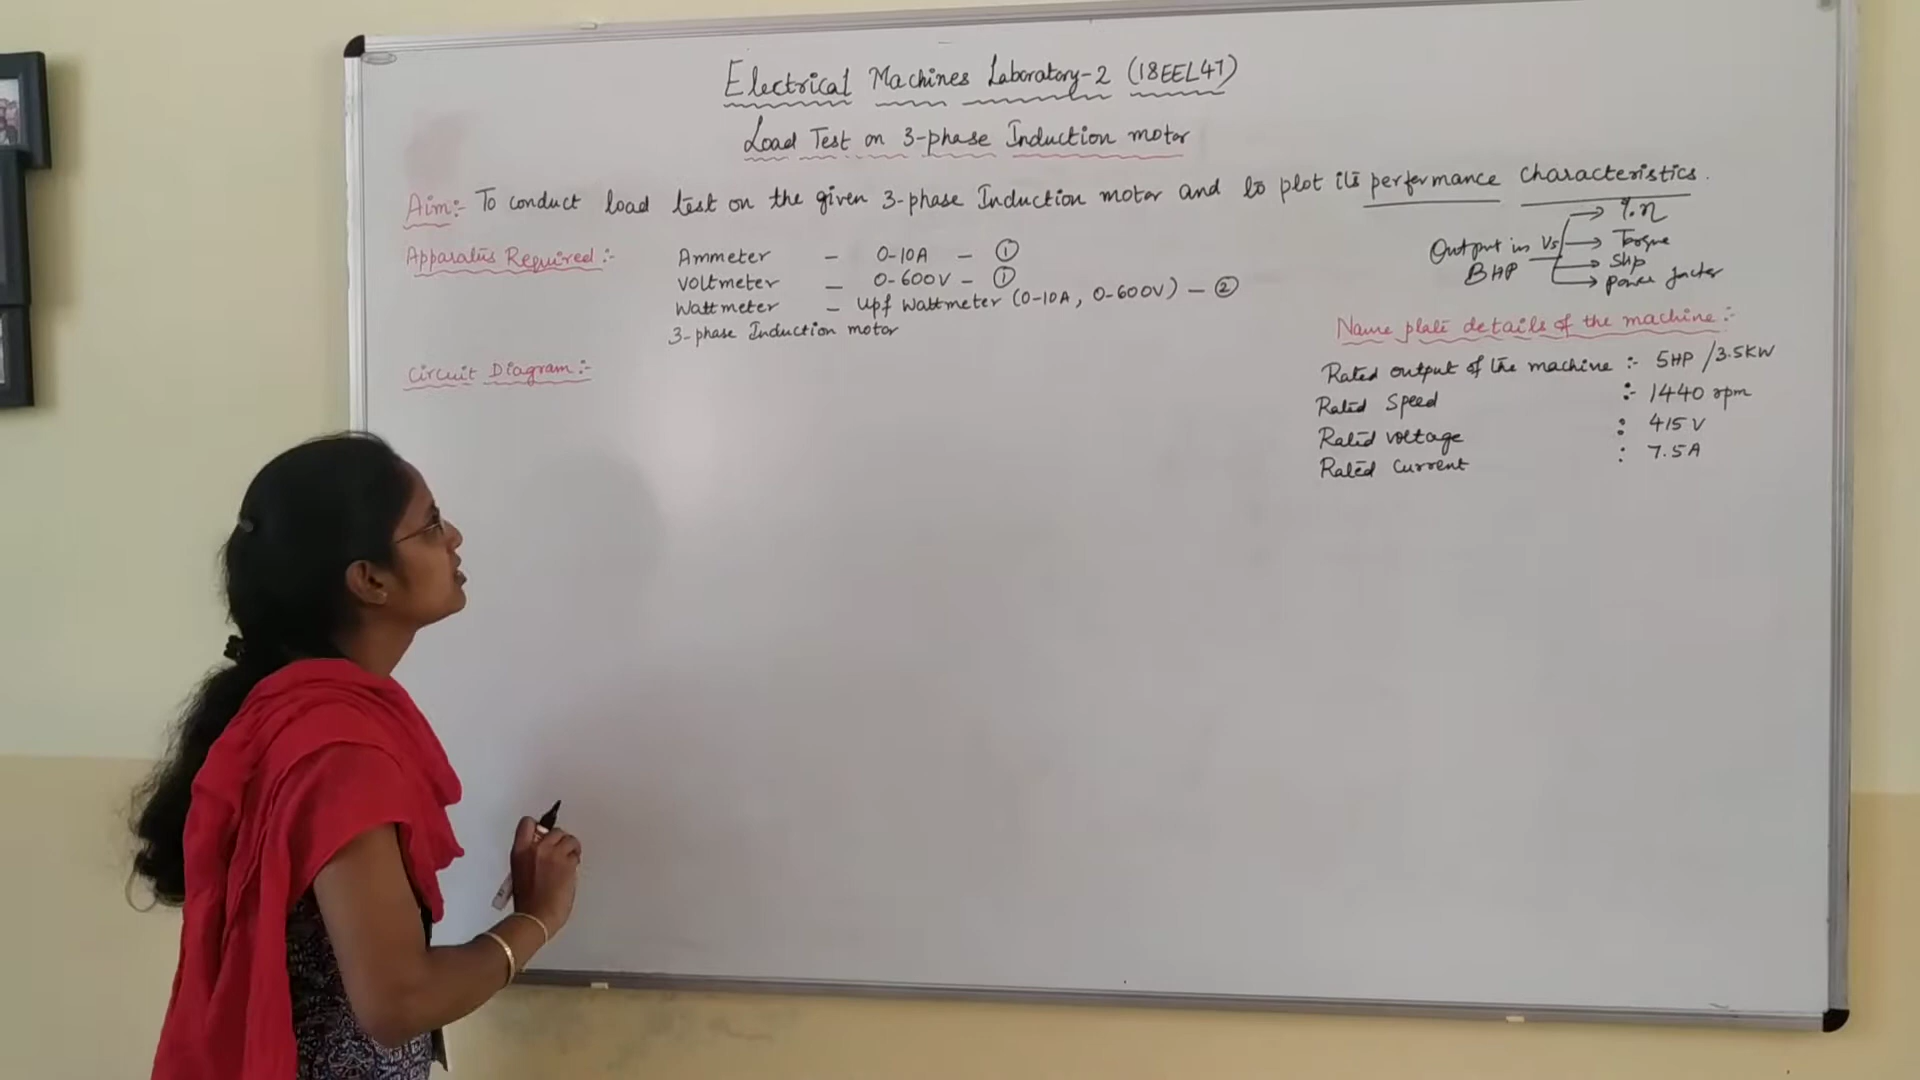 Electrical Machines Laboratory-2 (18EEL47)
Load Test on 3-phase Induction motor
Aim:- To conduct load test on the given 3-phase Induction motor and to plot its performance characteristics.
Output in BHP Vs → %η
→ Torque
→ Slip
→ Power factor
Apparatus Required:- Ammeter - 0-10A - ①
Voltmeter - 0-600V - ①
Wattmeter - upf wattmeter (0-10A, 0-600V) - ②
3-phase Induction motor
Circuit Diagram:-
Name plate details of the machine:-
Rated output of the machine :- 5HP /3.5KW
Rated Speed :- 1440 rpm
Rated voltage : 415 V
Rated Current : 7.5A